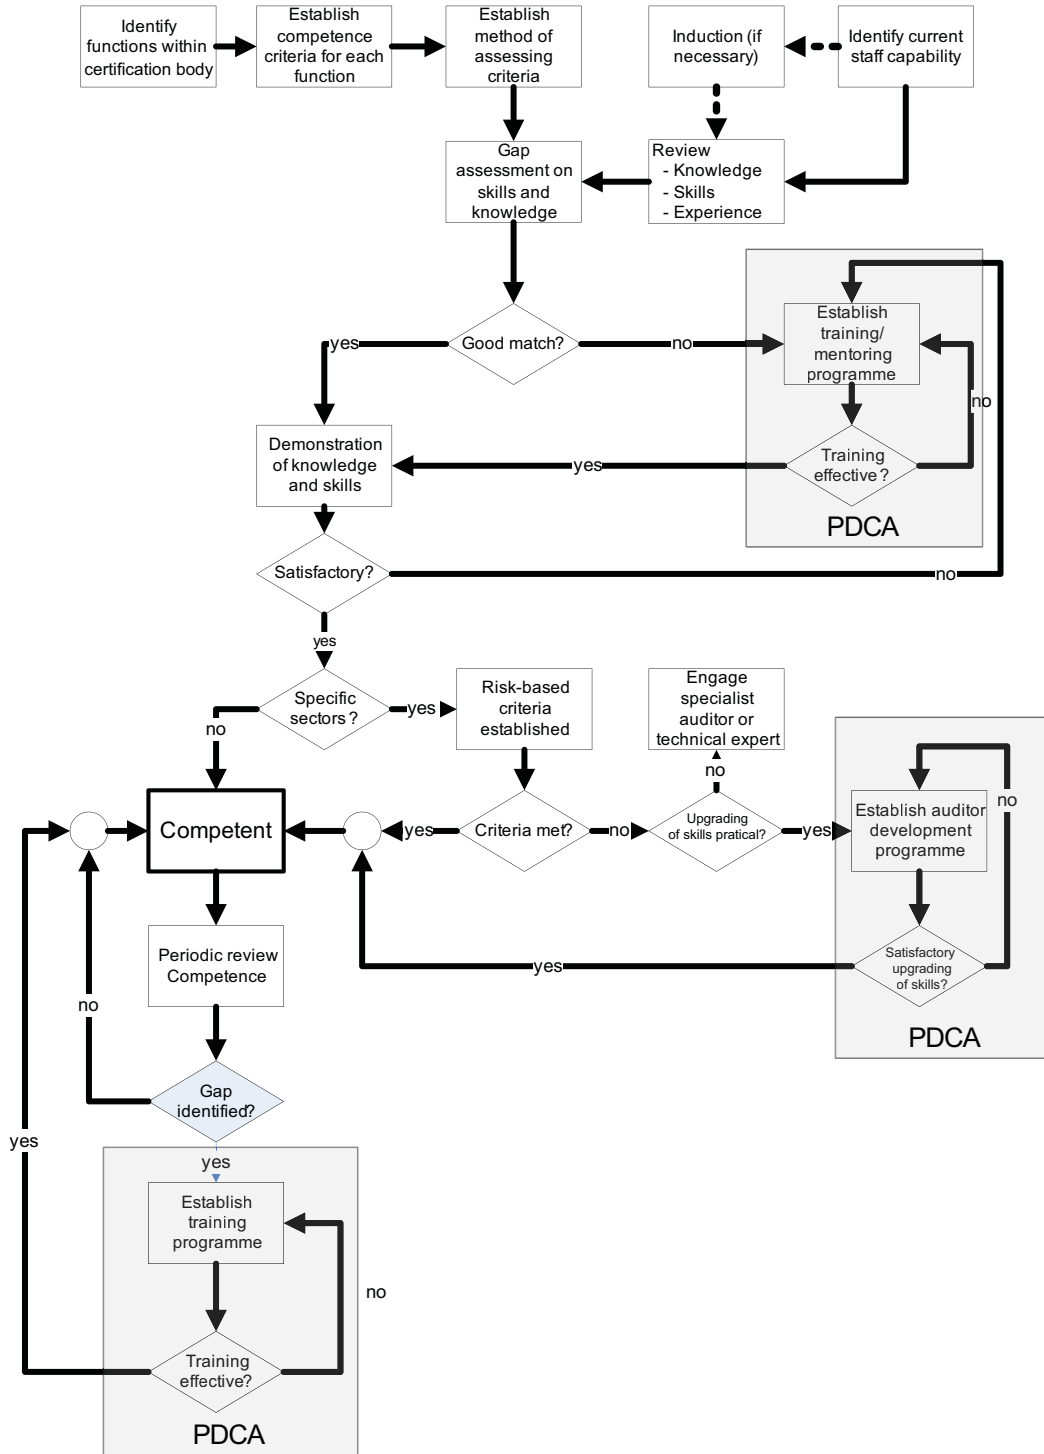 Identify
functions within
certification body
Establish
competence
criteria for each
function
Establish
method of
assessing
criteria
Induction (if
necessary)
Identify current
staff capability
Gap
assessment on
skills and
knowledge
Review
- Knowledge
- Skills
- Experience
Good match?
yes
no
Establish
training/
mentoring
programme
no
Demonstration
of knowledge
and skills
yes
Training
effective ?
PDCA
Satisfactory?
no
yes
Specific
sectors ?
yes
no
Risk-based
criteria
established
Engage
specialist
auditor or
technical expert
no
Competent
yes
Criteria met?
no
Upgrading
of skills pratical?
yes
Establish auditor
development
programme
no
Periodic review
Competence
yes
Satisfactory
upgrading
of skills?
PDCA
no
Gap
identified?
yes
yes
Establish
training
programme
no
Training
effective?
PDCA